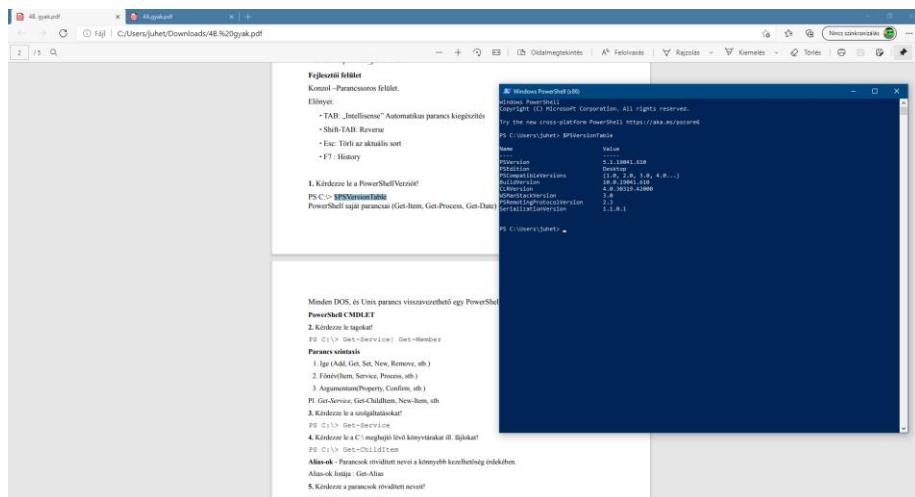 4B. gyak.pdf
4A.gyak.pdf
Fájl C:/Users/juhet/Downloads/4B.%20gyak.pdf
Nincs szinkronizálás
2 /5
Oldalmegtekintés
Felolvasás
Rajzolás
Kiemelés
Törlés
Fejlesztői felület
Konzol –Parancssoros felület.
Előnyei:
• TAB: „Intellisense” Automatikus parancs kiegészítés
• Shift-TAB: Reverse
• Esc: Törli az aktuális sort
• F7 : History
1. Kérdezze le a PowerShellVerziót!
PS C:\> $PSVersionTable
PowerShell saját parancsai (Get-Item, Get-Process, Get-Date)
Minden DOS, és Unix parancs visszavezethető egy PowerShel
PowerShell CMDLET
2. Kérdezze le tagokat!
PS C:\> Get-Service| Get-Member
Parancs szintaxis
1. Ige (Add, Get, Set, New, Remove, stb.)
2. Főnév(Item, Service, Process, stb.)
3. Argumentum(Property, Confirm, stb.)
Pl. Get-Service, Get-ChildItem, New-Item, stb
3. Kérdezze le a szolgáltatásokat!
PS C:\> Get-Service
4. Kérdezze le a C:\ meghajtó lévő könyvtárakat ill. fájlokat!
PS C:\> Get-ChildItem
Alias-ok - Parancsok rövidített nevei a könnyebb kezelhetőség érdekében.
Alias-ok listája : Get-Alias
5. Kérdezze a parancsok rövidített neveit!
Windows PowerShell (x86)
Windows PowerShell
Copyright (C) Microsoft Corporation. All rights reserved.
Try the new cross-platform PowerShell https://aka.ms/pscore6
PS C:\Users\juhet> $PSVersionTable
Name Value
---- -----
PSVersion 5.1.19041.610
PSEdition Desktop
PSCompatibleVersions {1.0, 2.0, 3.0, 4.0...}
BuildVersion 10.0.19041.610
CLRVersion 4.0.30319.42000
WSManStackVersion 3.0
PSRemotingProtocolVersion 2.3
SerializationVersion 1.1.0.1
PS C:\Users\juhet> _